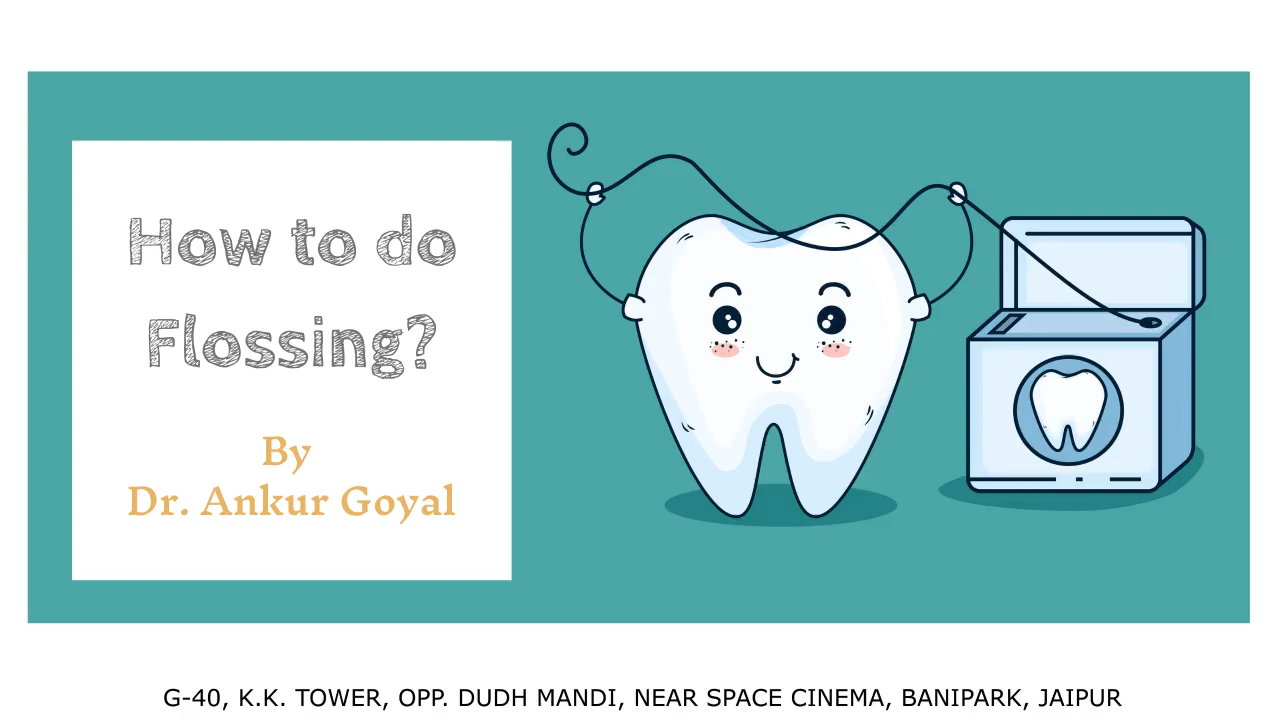 How to do
Flossing?
By
Dr. Ankur Goyal
G-40, K.K. TOWER, OPP. DUDH MANDI, NEAR SPACE CINEMA, BANIPARK, JAIPUR